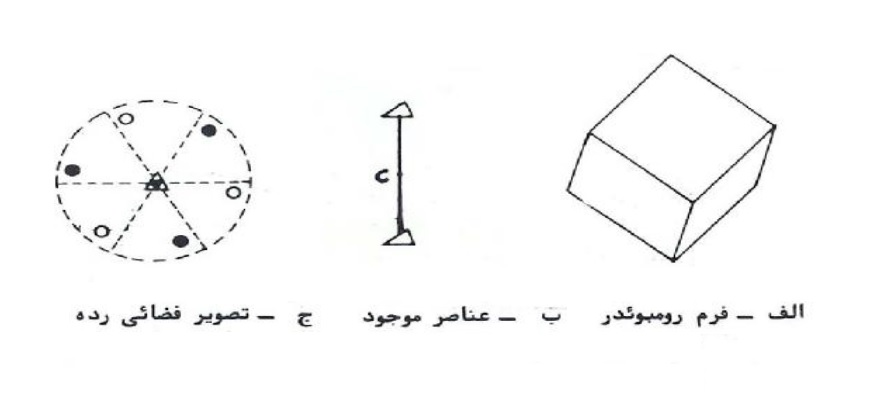 c
الف – فرم رومبوئدر ب – عناصر موجود ج – تصویر فضائی رده